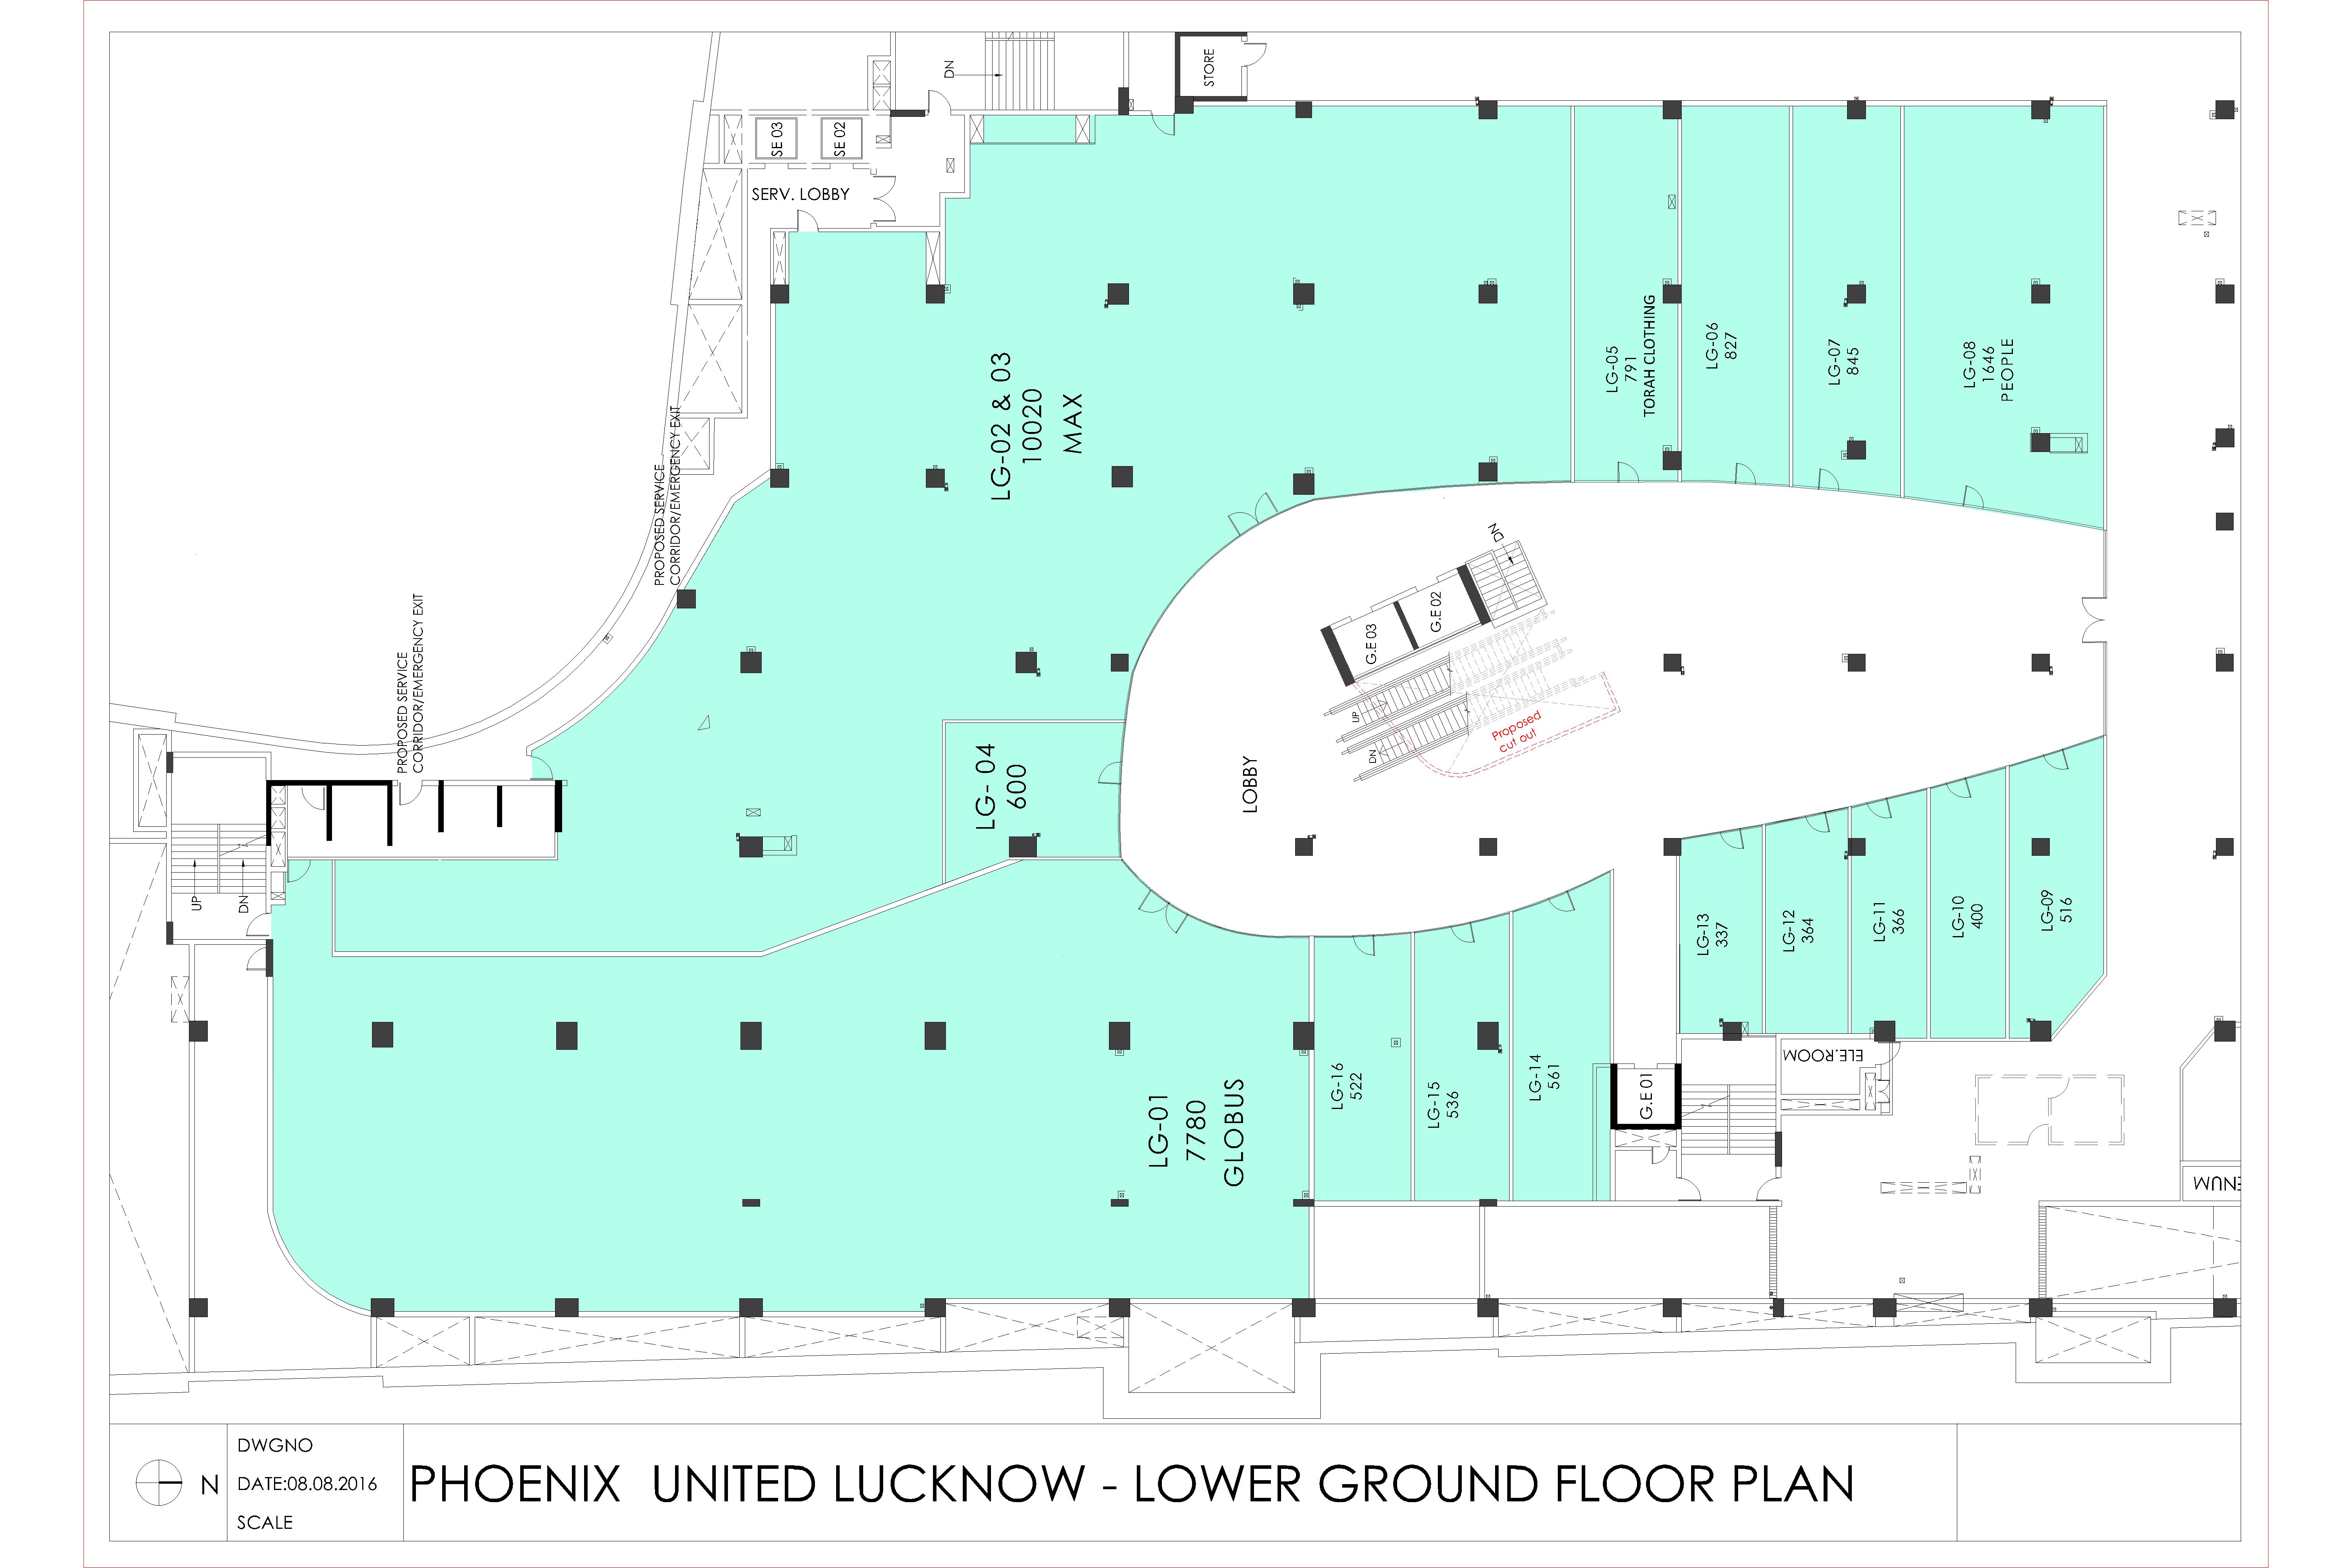 STORE
DN
SE 03
SE 02
SERV. LOBBY
PROPOSED SERVICE
CORRIDOR/EMERGENCY EXIT
PROPOSED SERVICE
CORRIDOR/EMERGENCY EXIT
LG-02 & 03
10020
MAX
LG-05
791
TORAH CLOTHING
LG-06
827
LG-07
845
LG-08
1646
PEOPLE
DN
G.E 03
G.E 02
UP
DN
Proposed
cut out
LOBBY
LG- 04
600
UP
DN
LG-13
337
LG-12
364
LG-11
366
LG-10
400
LG-09
516
LG-01
7780
GLOBUS
LG-16
522
LG-15
536
LG-14
561
G.E 01
ELE.ROOM
ENUM
N
DWGNO
DATE:08.08.2016
SCALE
PHOENIX UNITED LUCKNOW - LOWER GROUND FLOOR PLAN